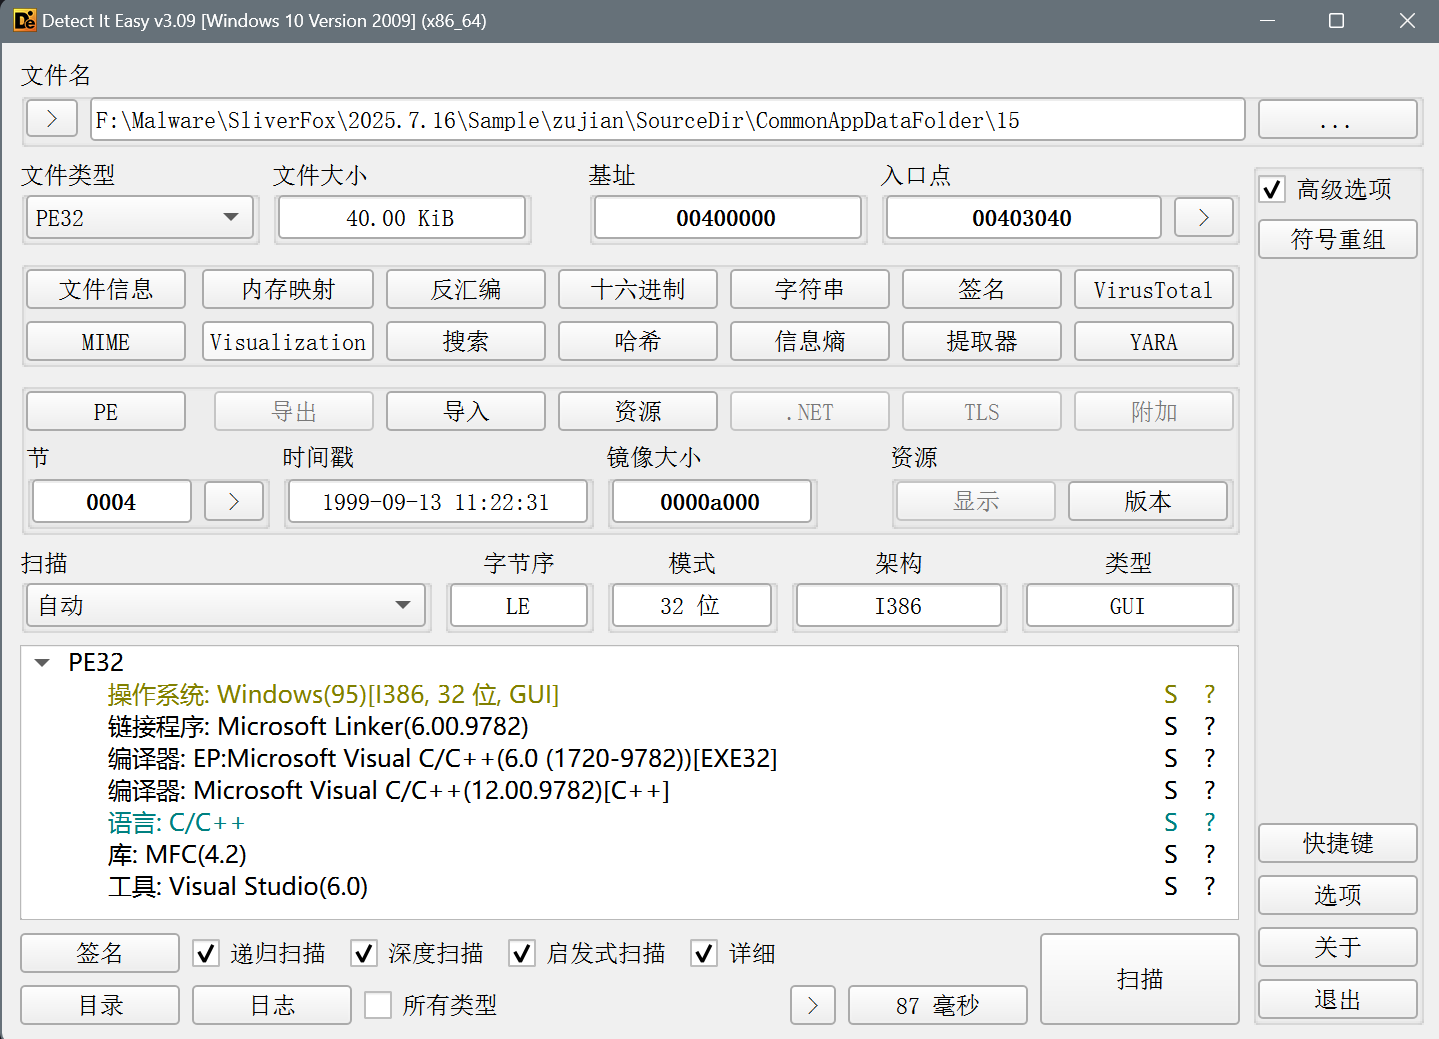 Detect It Easy v3.09 [Windows 10 Version 2009] (x86_64)
文件名
> F:\Malware\SliverFox\2025.7.16\Sample\zujian\SourceDir\CommonAppDataFolder\15 ...
文件类型 文件大小 基址 入口点
高级选项
PE32 40.00 KiB 00400000 00403040 >
符号重组
文件信息 内存映射 反汇编 十六进制 字符串 签名 VirusTotal
MIME Visualization 搜索 哈希 信息熵 提取器 YARA
PE 导出 导入 资源 .NET TLS 附加
节 时间戳 镜像大小 资源
0004 > 1999-09-13 11:22:31 0000a000 显示 版本
扫描 字节序 模式 架构 类型
自动 LE 32 位 I386 GUI
PE32
操作系统: Windows(95)[I386, 32 位, GUI] S ?
链接程序: Microsoft Linker(6.00.9782) S ?
编译器: EP:Microsoft Visual C/C++(6.0 (1720-9782))[EXE32] S ?
编译器: Microsoft Visual C/C++(12.00.9782)[C++] S ?
语言: C/C++ S ?
库: MFC(4.2) S ?
工具: Visual Studio(6.0) S ?
快捷键
选项
关于
退出
签名 递归扫描 深度扫描 启发式扫描 详细
扫描
目录 日志 所有类型 > 87 毫秒